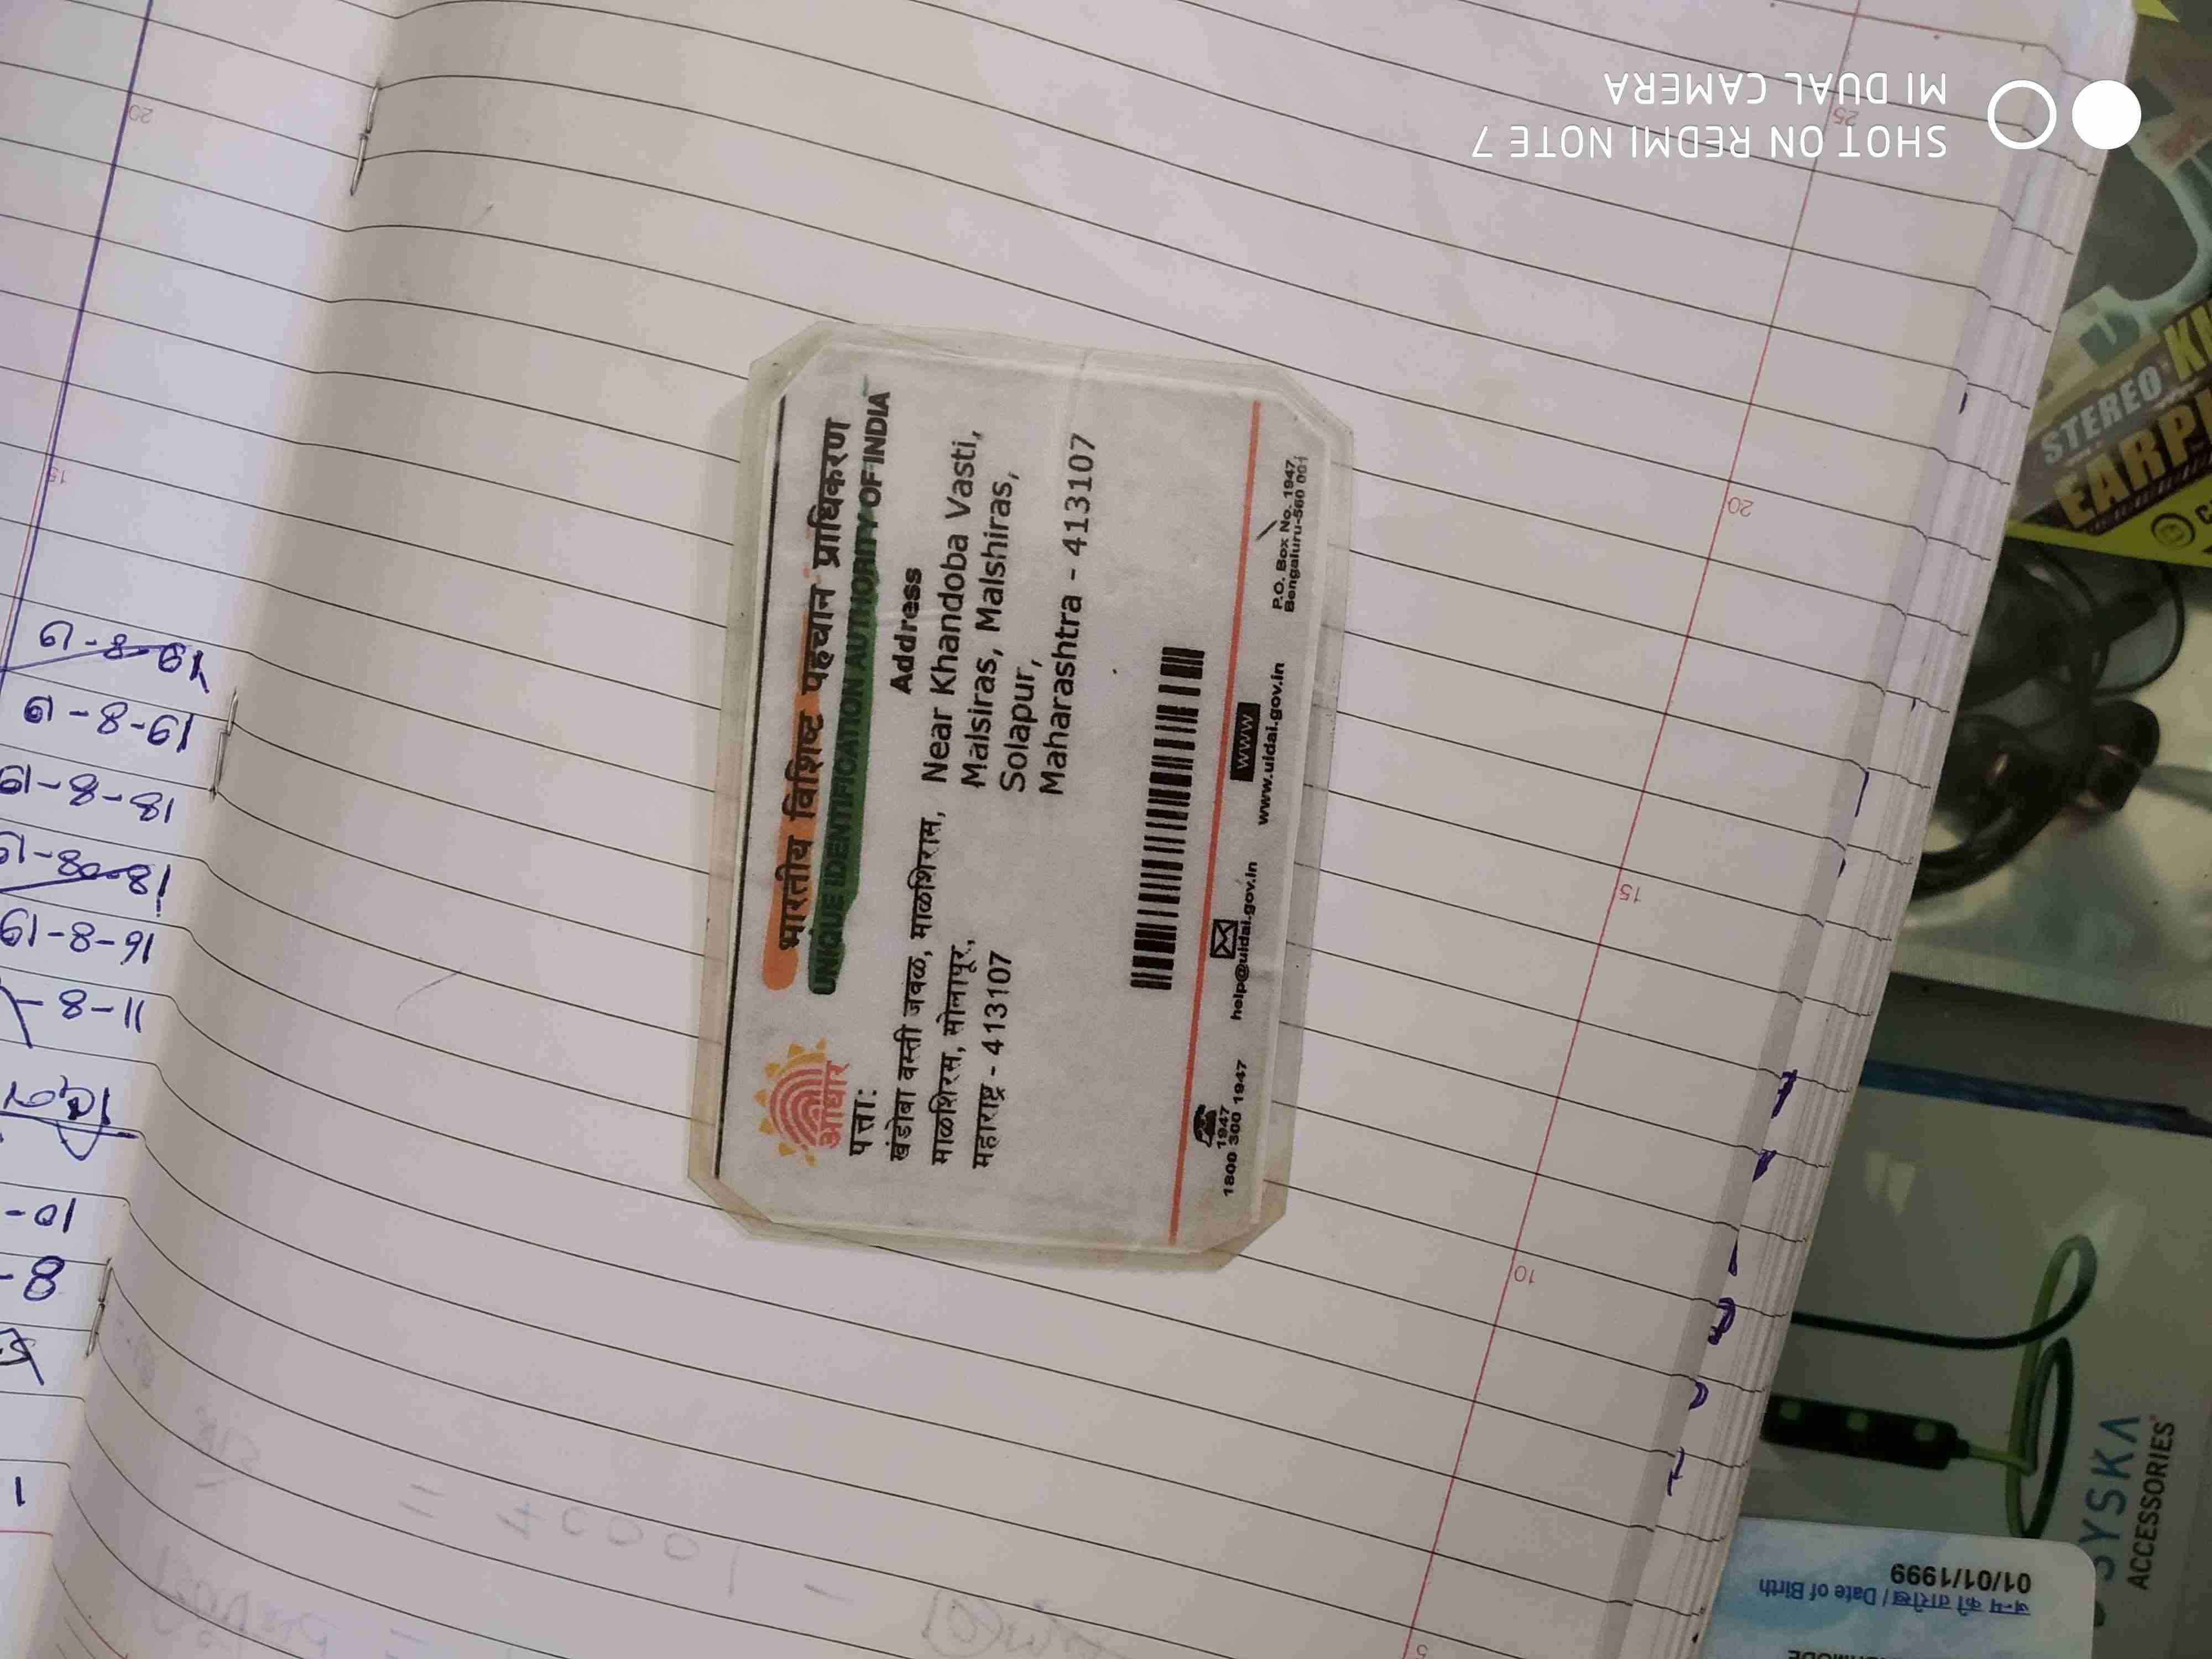 भारतीय विशिष्ट पहचान प्राधिकरण
UNIQUE IDENTIFICATION AUTHORITY OF INDIA
आधार
पत्ता:
खंडोबा वस्ती जवळ, माळशिरास,
माळशिरस, सोलापूर,
महाराष्ट्र - 413107
Address
Near Khandoba Vasti,
Malsiras, Malshiras,
Solapur,
Maharashtra - 413107
1947
1800 300 1947
help@uidai.gov.in
WWW
www.uidai.gov.in
P.O. Box No. 1947,
Bengaluru-560 001
SHOT ON REDMI NOTE 7
MI DUAL CAMERA
19-8-19
19-8-19
18-8-19
16-8-19
11-8-
10-
8-
1
20
15
25
20
15
10
5
= 4000 -
STEREO
EARP
SYSKA
ACCESSORIES
जन्म की तारीख / Date of Birth
01/01/1999